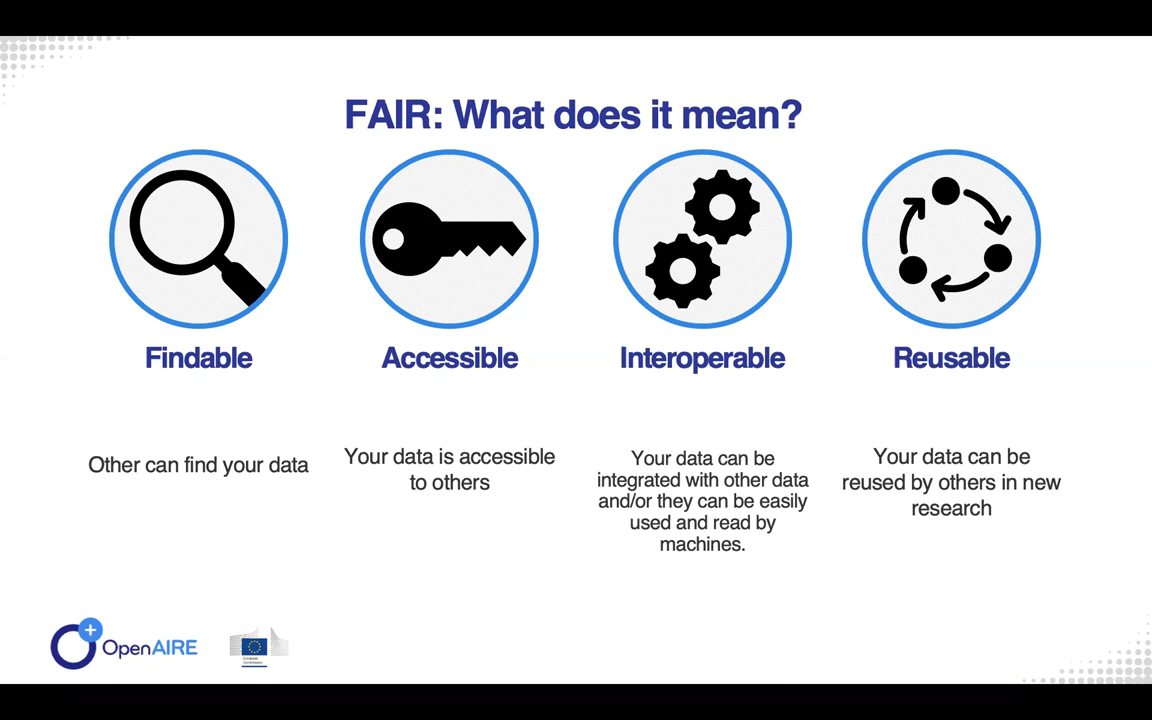 FAIR: What does it mean?
Findable
Accessible
Interoperable
Reusable
Other can find your data
Your data is accessible
to others
Your data can be
integrated with other data
and/or they can be easily
used and read by
machines.
Your data can be
reused by others in new
research
OpenAIRE
European
Commission